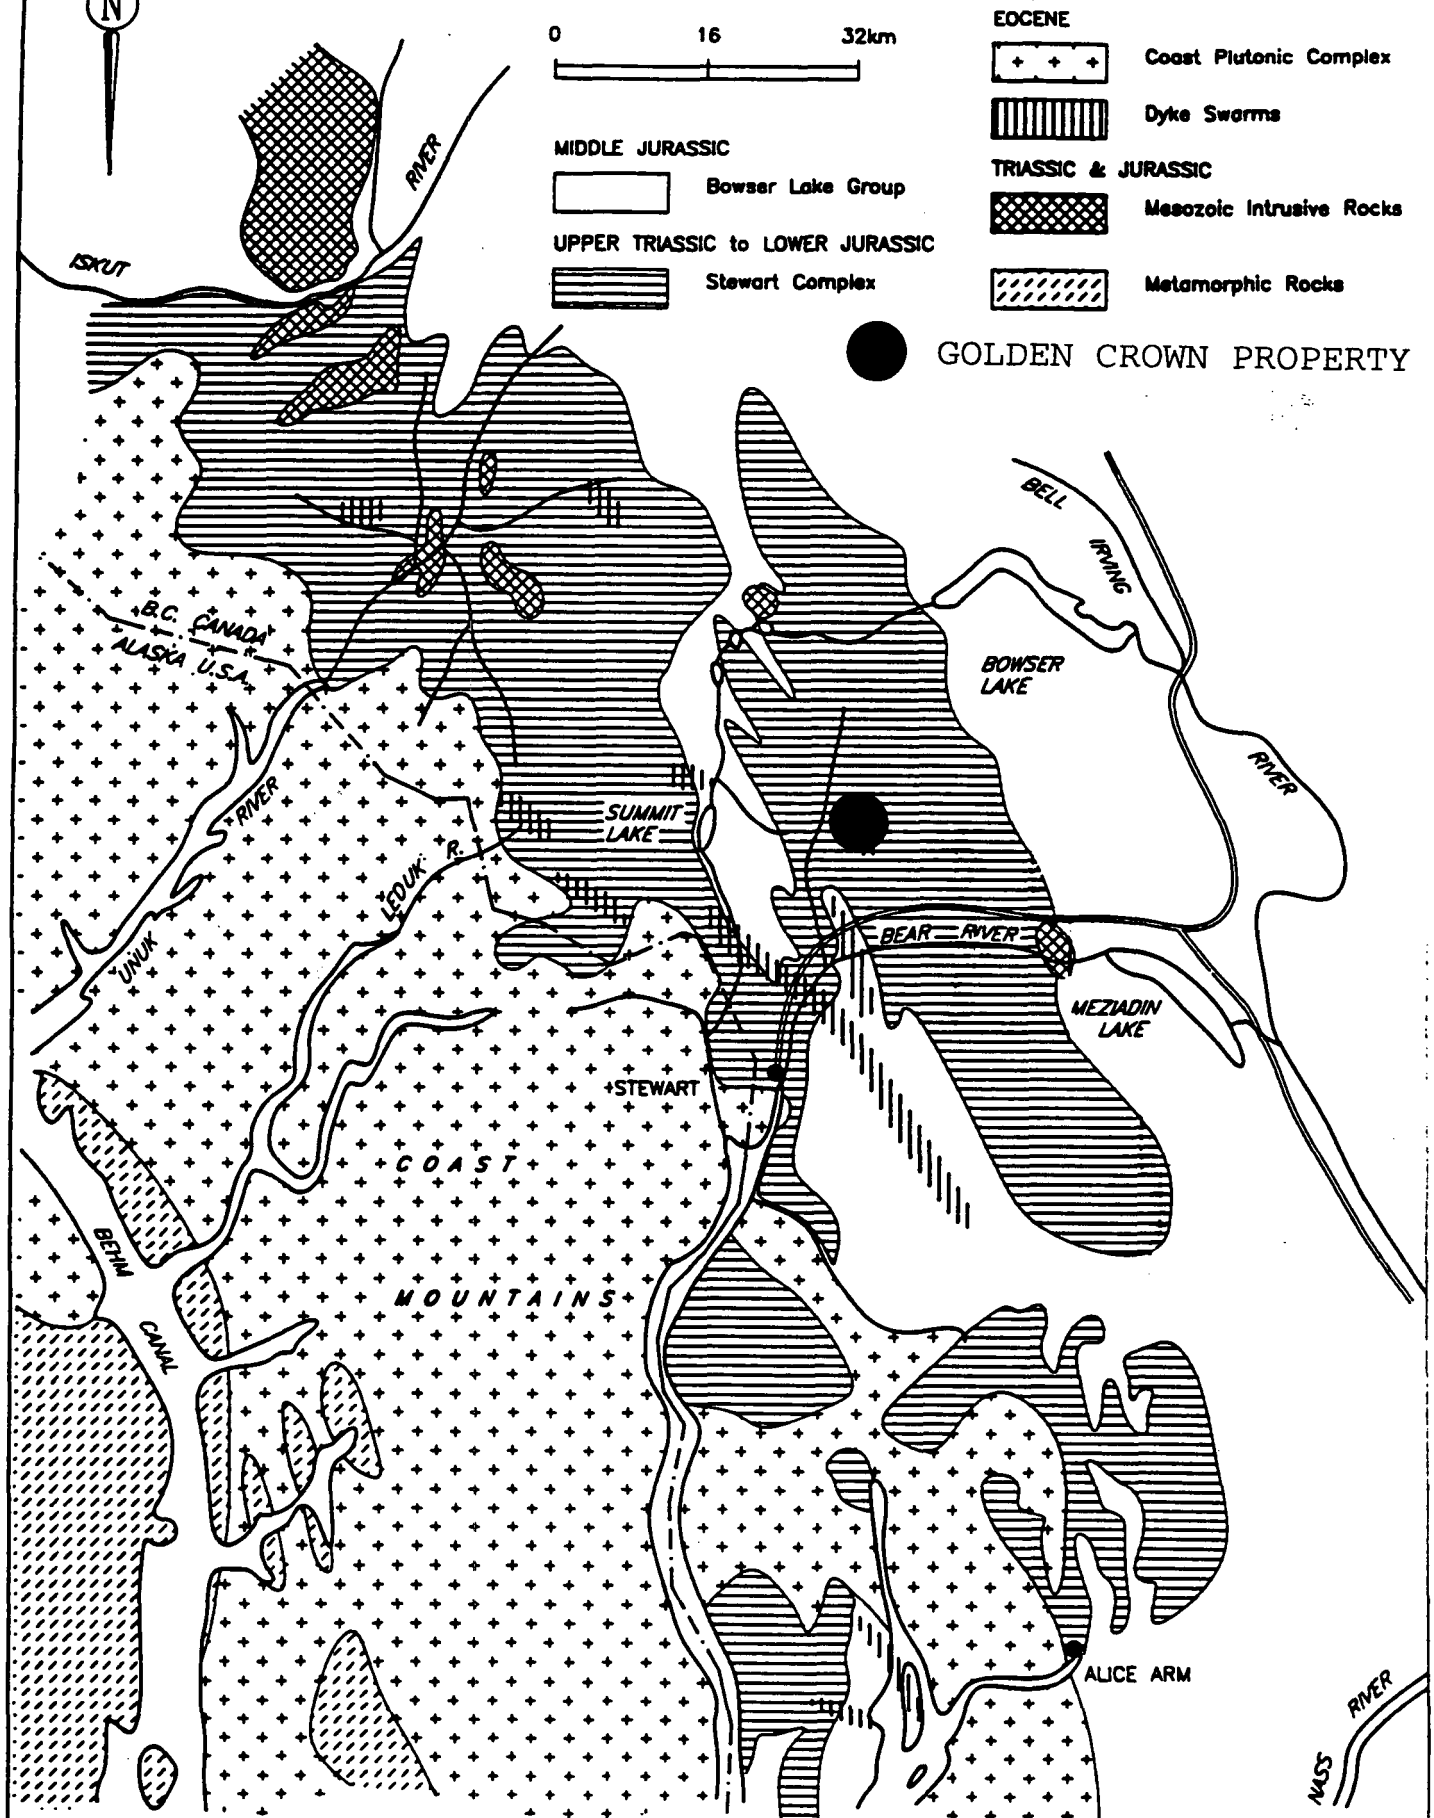 N
0 16 32km
EOCENE
Coast Plutonic Complex
Dyke Swarms
MIDDLE JURASSIC
Bowser Lake Group
TRIASSIC & JURASSIC
Mesozoic Intrusive Rocks
UPPER TRIASSIC to LOWER JURASSIC
Stewart Complex
Metamorphic Rocks
GOLDEN CROWN PROPERTY
RIVER
ISKUT
BELL
IRVING
RIVER
B.C. CANADA
ALASKA U.S.A.
BOWSER
LAKE
SUMMIT
LAKE
RIVER
UNUK
LEDUK R.
BEAR RIVER
MEZIADIN
LAKE
STEWART
COAST
MOUNTAINS
BEHM
CANAL
ALICE ARM
RIVER
NASS